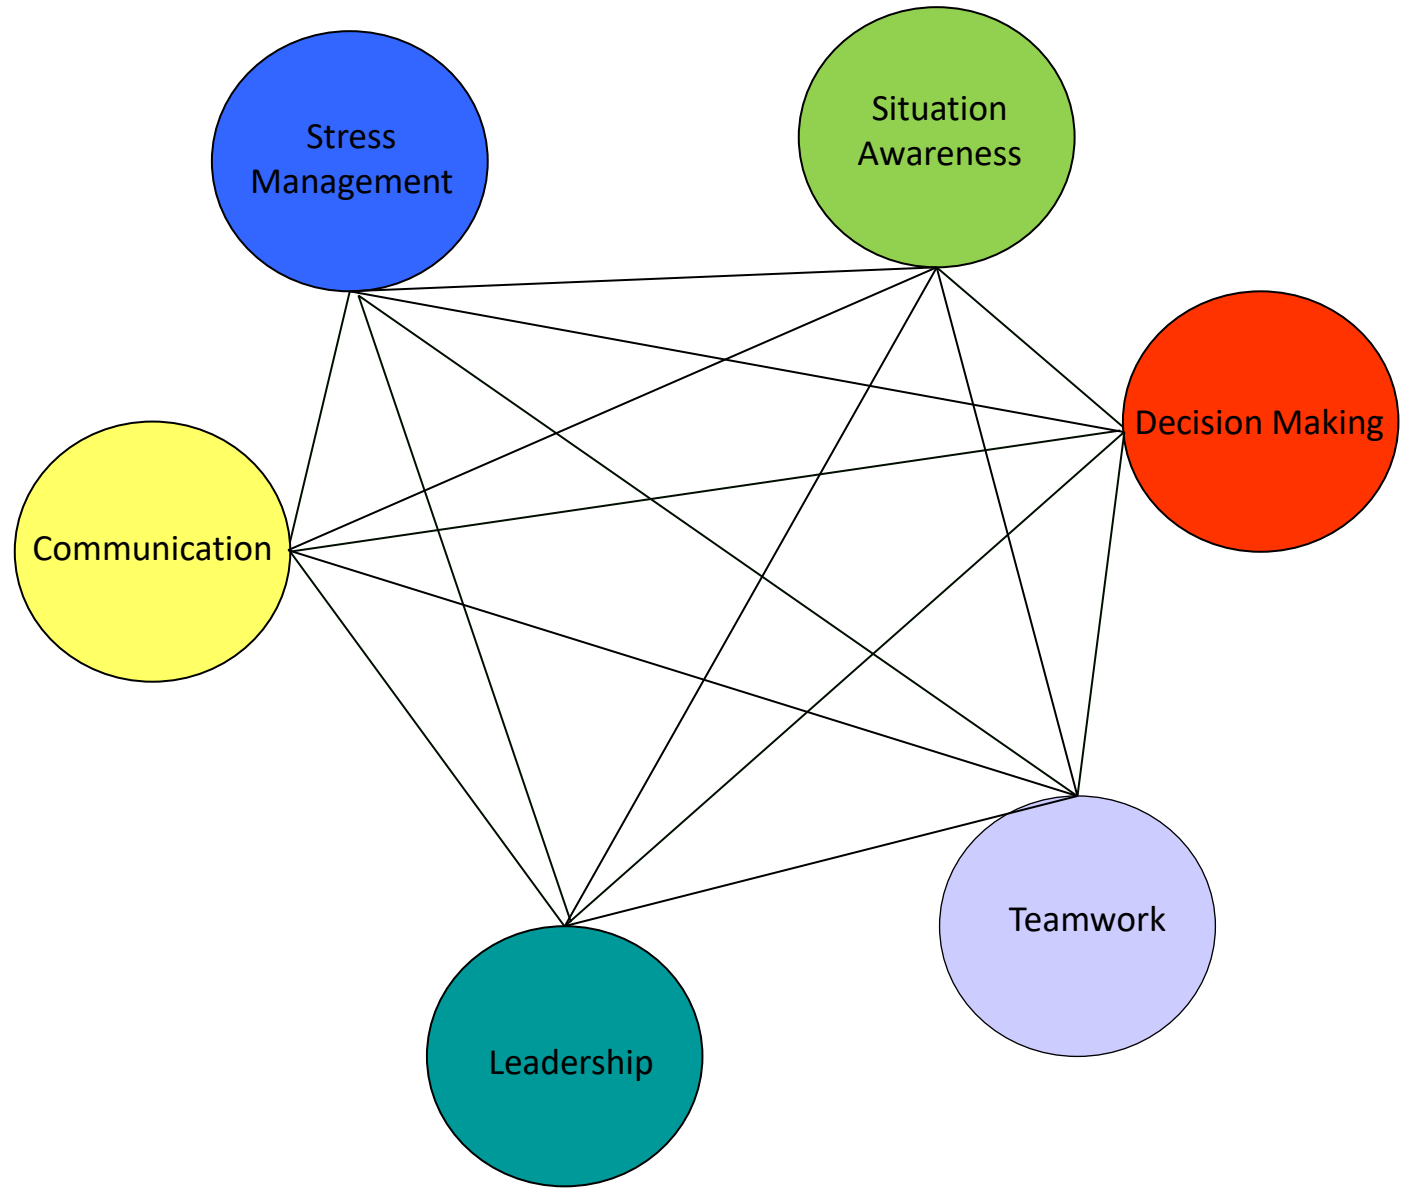 Stress
Management
Situation
Awareness
Decision Making
Communication
Teamwork
Leadership